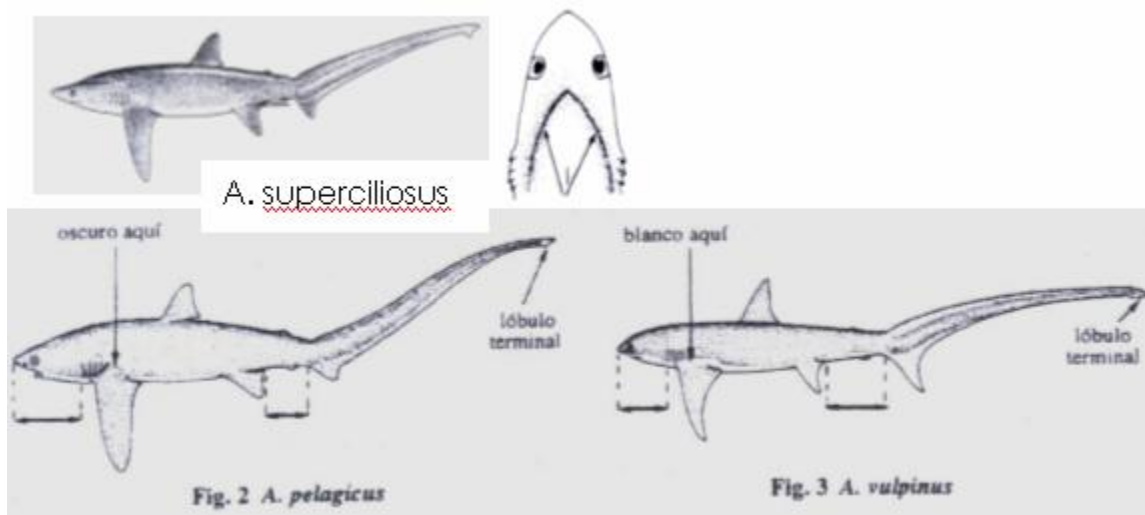 A. superciliosus
oscuro aquí
lóbulo
terminal
Fig. 2 A. pelagicus
blanco aquí
lóbulo
terminal
Fig. 3 A. vulpinus